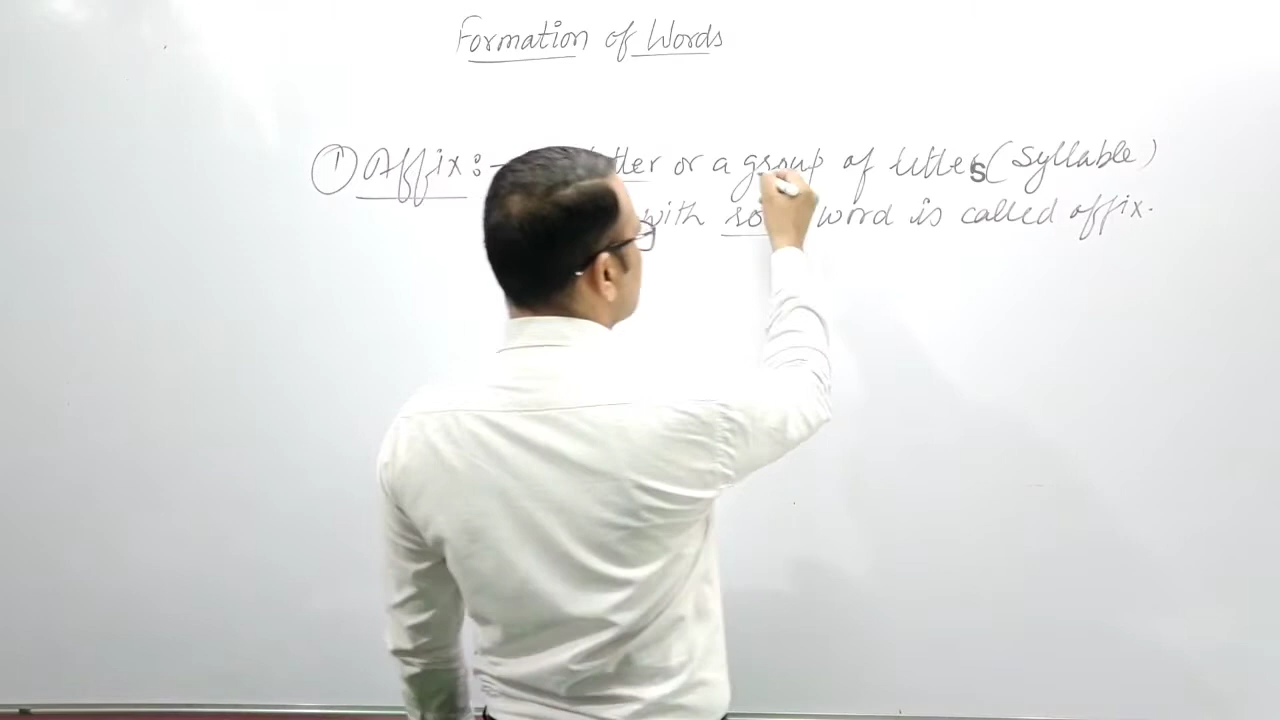 Formation of Words
① Affix:- letter or a group of letters (Syllable)
with word is called affix.